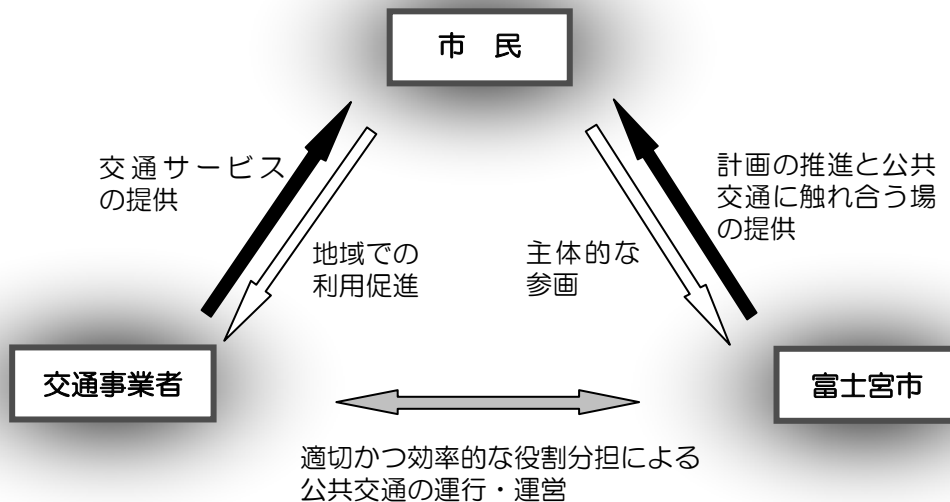 市　民
交通サービス
の提供
計画の推進と公共
交通に触れ合う場
の提供
地域での
利用促進
主体的な
参画
交通事業者
富士宮市
適切かつ効率的な役割分担による
公共交通の運行・運営